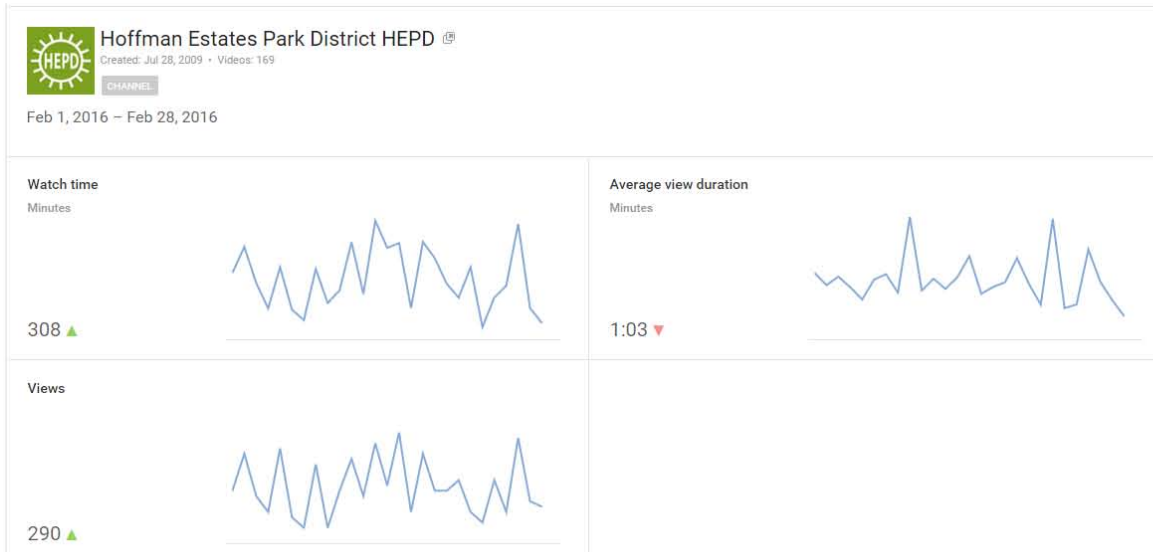 HEPD
Hoffman Estates Park District HEPD
Created: Jul 28, 2009 • Videos: 169
CHANNEL
Feb 1, 2016 – Feb 28, 2016
Watch time
Minutes
308
Average view duration
Minutes
1:03
Views
290